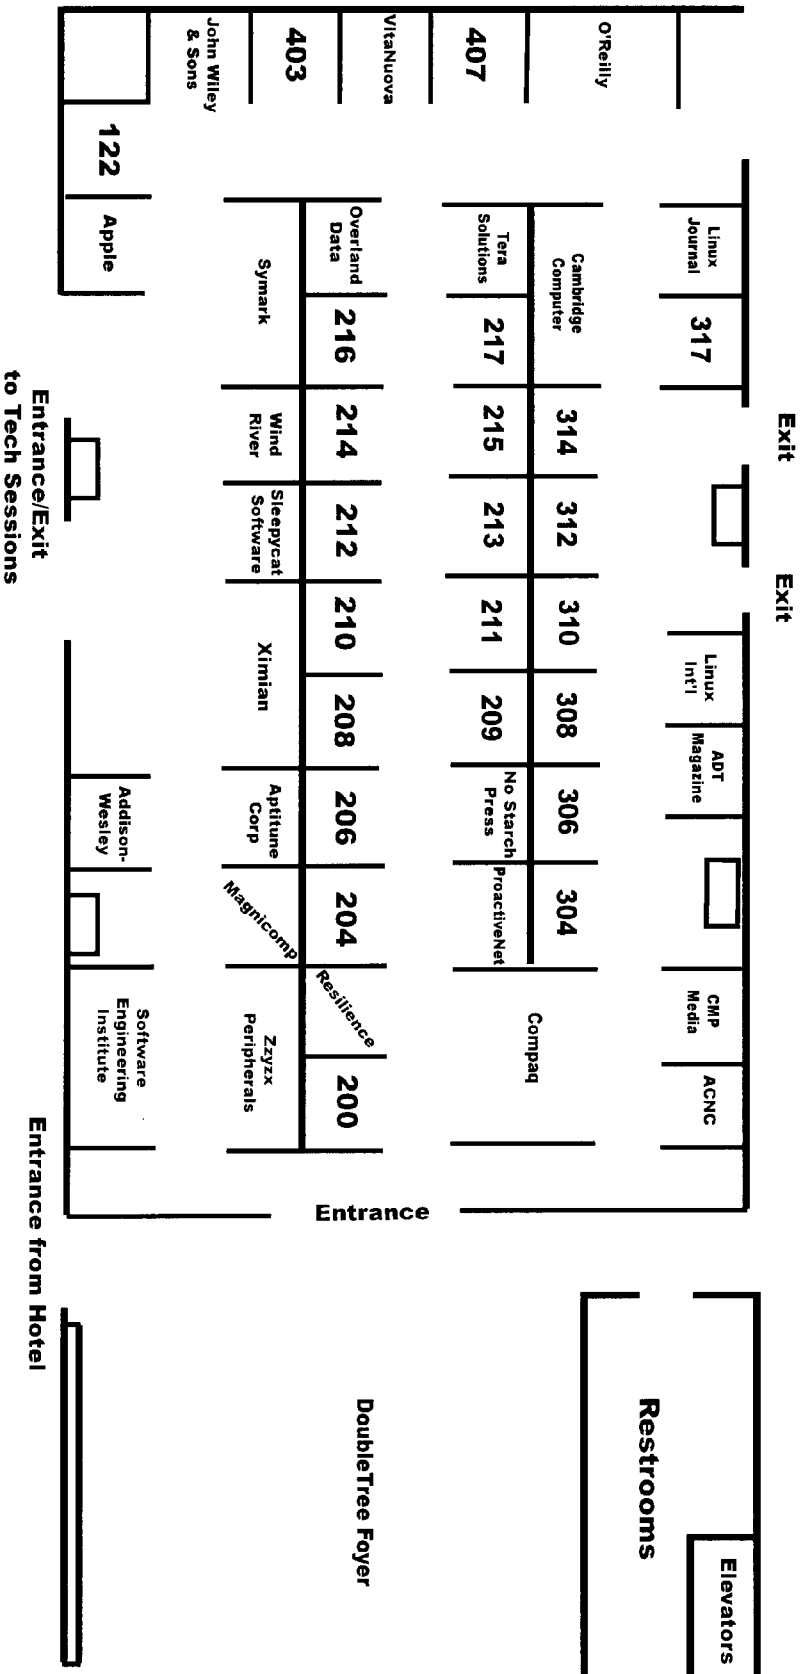 John Wiley
& Sons
403
VitaNuova
407
O'Reilly
122
Apple
Symark
Overland
Data
216
Tera
Solutions
217
Cambridge
Computer
Linux
Journal
317
Wind
River
214
215
314
Exit
Sleepycat
Software
212
213
312
Entrance/Exit
to Tech Sessions
Exit
Ximian
210
208
211
209
310
308
Linux
Int'l
ADT
Magazine
Addison-
Wesley
Aptitune
Corp
206
No Starch
Press
306
Magnicomp
204
ProactiveNet
304
Software
Engineering
Institute
Zzyzx
Peripherals
Resilience
200
Compaq
CMP
Media
ACNC
Entrance
Entrance from Hotel
DoubleTree Foyer
Restrooms
Elevators